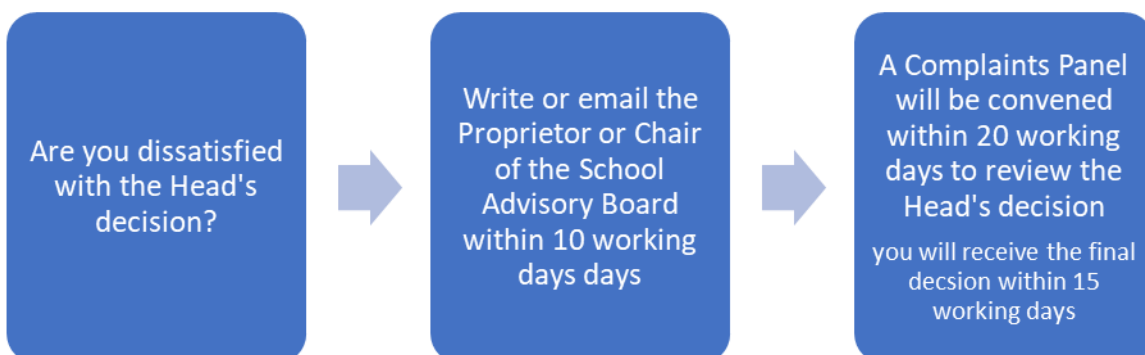 Are you dissatisfied
with the Head's
decision?
Write or email the
Proprietor or Chair
of the School
Advisory Board
within 10 working
days days
A Complaints Panel
will be convened
within 20 working
days to review the
Head's decision
you will receive the final
decsion within 15
working days